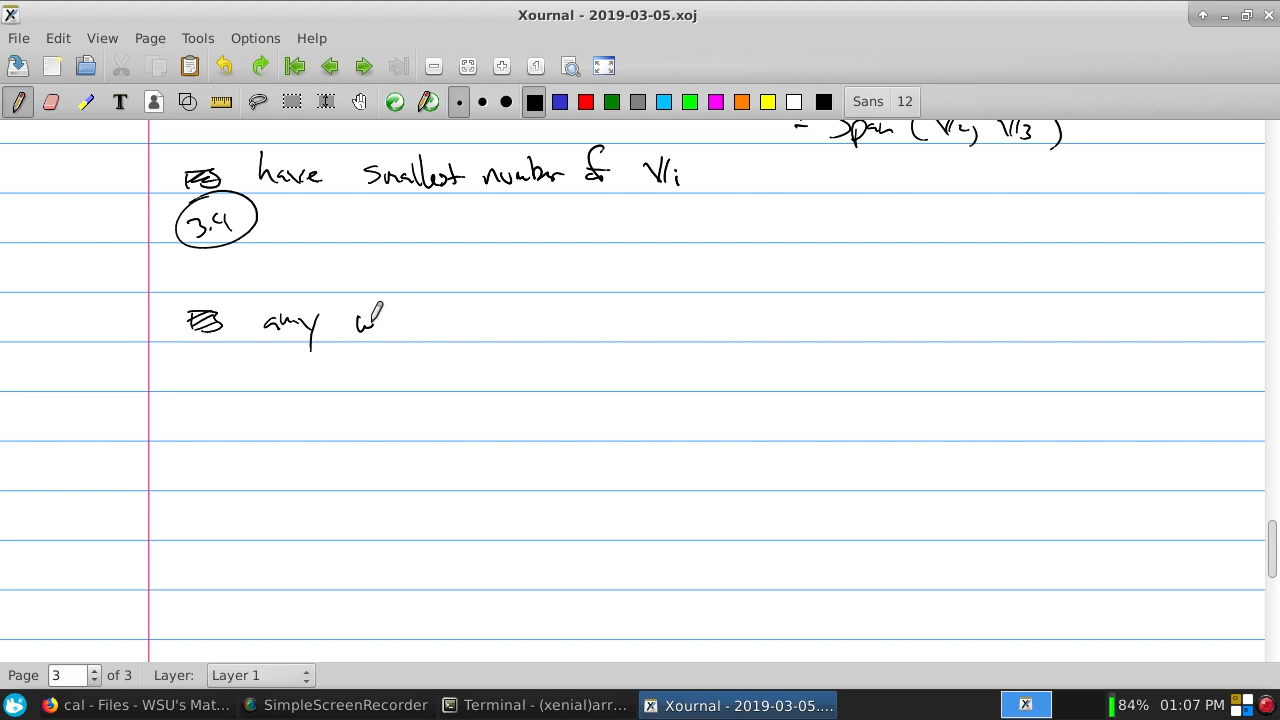 Xournal - 2019-03-05.xoj
File Edit View Page Tools Options Help
Sans 12
= Span ( V2, V3 )
have smallest number of Vi
3.4
any w
Page 3 of 3 Layer: Layer 1
cal - Files - WSU's Mat... SimpleScreenRecorder Terminal - (xenial)arr... Xournal - 2019-03-05.... 84% 01:07 PM